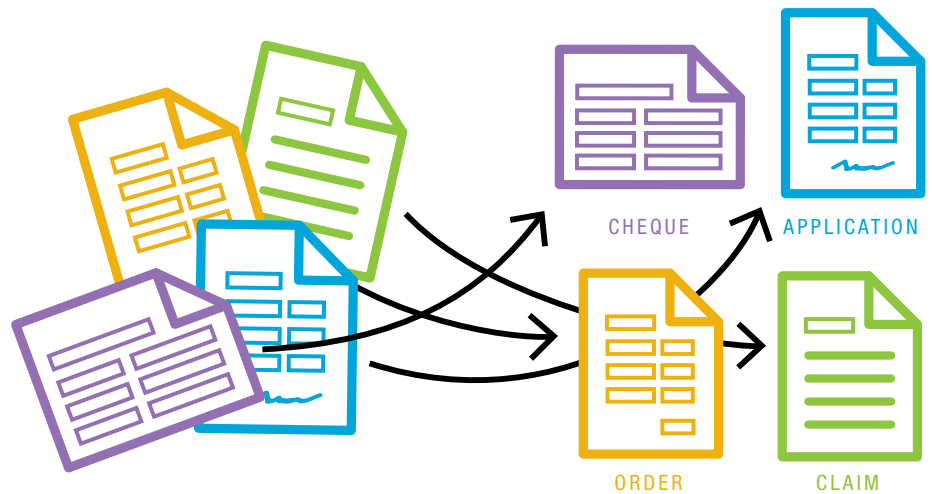 CHEQUE
APPLICATION
ORDER
CLAIM